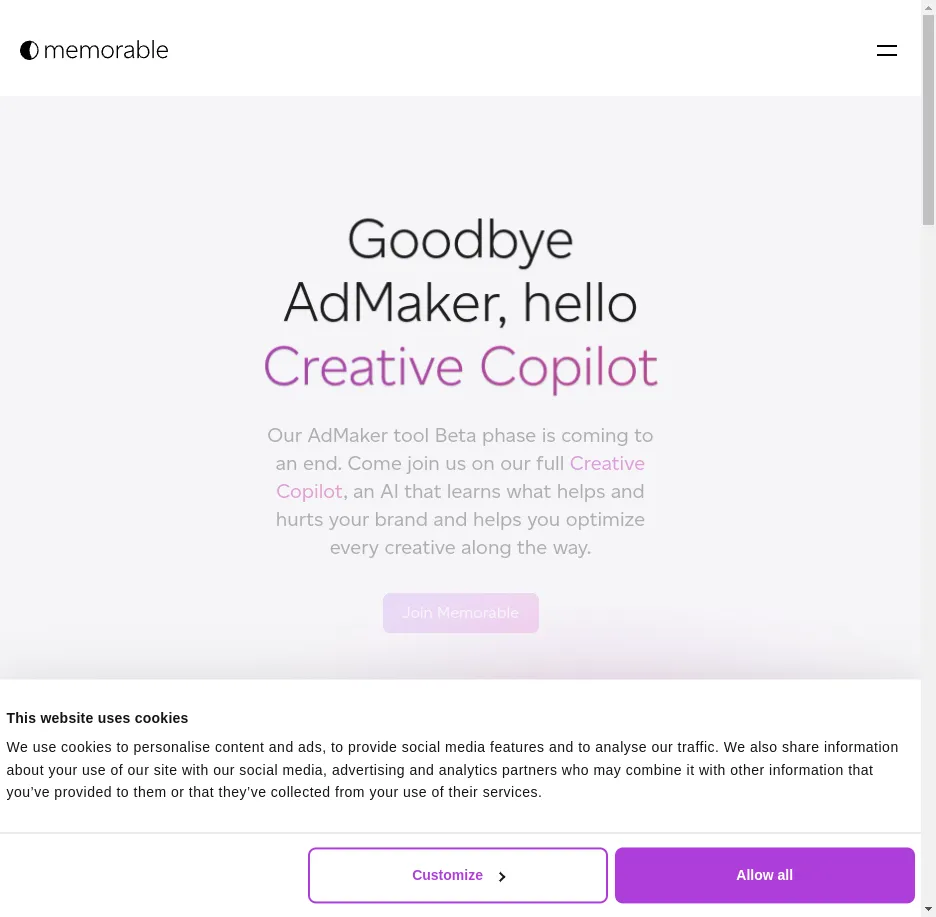 memorable
Goodbye
AdMaker, hello
Creative Copilot
Our AdMaker tool Beta phase is coming to
an end. Come join us on our full Creative
Copilot, an AI that learns what helps and
hurts your brand and helps you optimize
every creative along the way.
Join Memorable
This website uses cookies
We use cookies to personalise content and ads, to provide social media features and to analyse our traffic. We also share information
about your use of our site with our social media, advertising and analytics partners who may combine it with other information that
you’ve provided to them or that they’ve collected from your use of their services.
Customize
Allow all